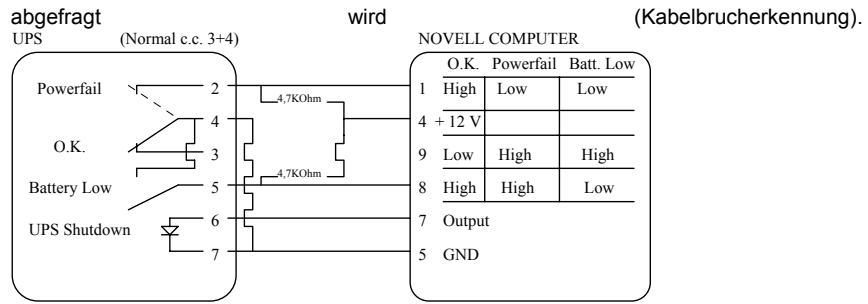 abgefragt wird (Kabelbrucherkennung).
UPS (Normal c.c. 3+4) NOVELL COMPUTER
O.K. Powerfail Batt. Low
Powerfail 2 1 High Low Low
4,7KOhm
4 4 + 12 V
O.K. 3 9 Low High High
4,7KOhm
Battery Low 5 8 High High Low
6 7 Output
UPS Shutdown
7 5 GND